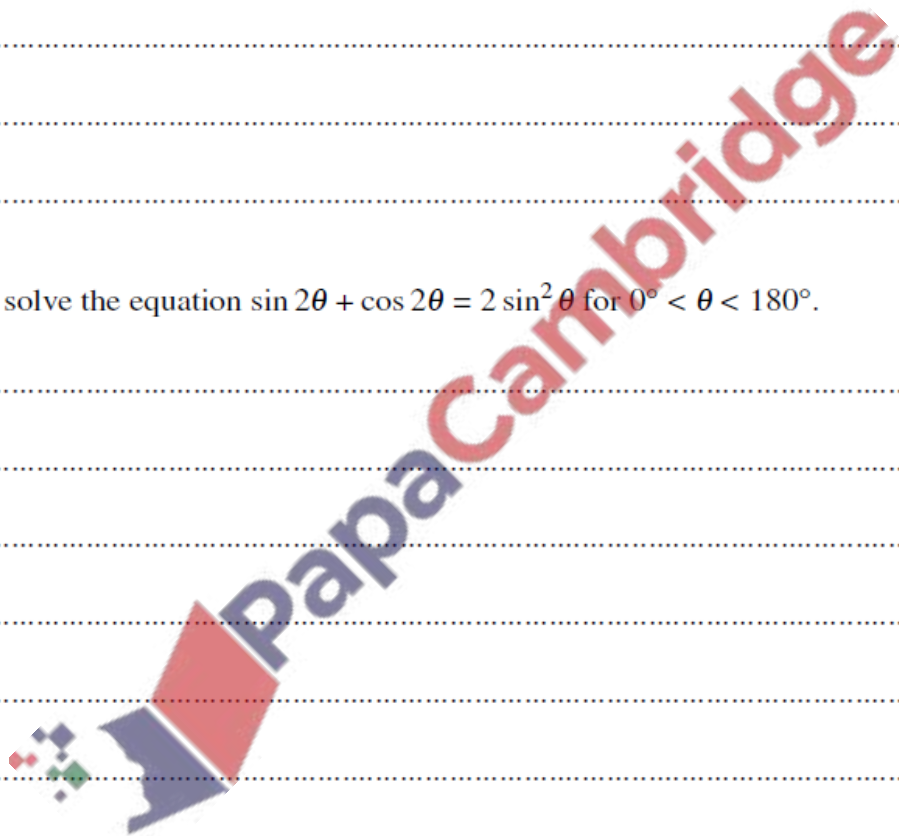 solve the equation sin 2θ + cos 2θ = 2 sin² θ for 0° < θ < 180°.
PapaCambridge